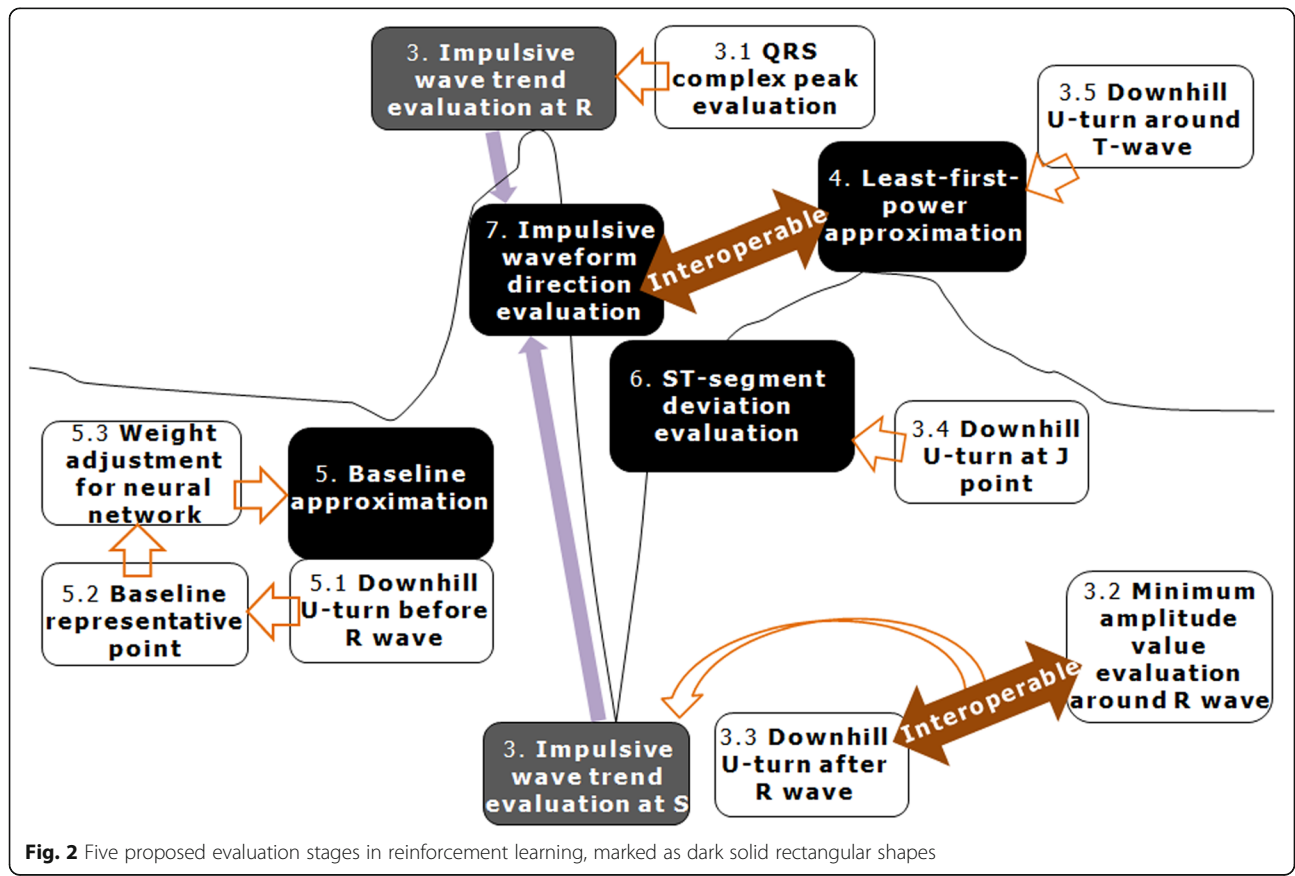 3. Impulsive
wave trend
evaluation at R
3.1 QRS
complex peak
evaluation
3.5 Downhill
U-turn around
T-wave
4. Least-first-
power
approximation
Interoperable
7. Impulsive
waveform
direction
evaluation
6. ST-segment
deviation
evaluation
3.4 Downhill
U-turn at J
point
5.3 Weight
adjustment
for neural
network
5. Baseline
approximation
5.2 Baseline
representative
point
5.1 Downhill
U-turn before
R wave
3.2 Minimum
amplitude
value
evaluation
around R wave
Interoperable
3.3 Downhill
U-turn after
R wave
3. Impulsive
wave trend
evaluation at S
Fig. 2 Five proposed evaluation stages in reinforcement learning, marked as dark solid rectangular shapes